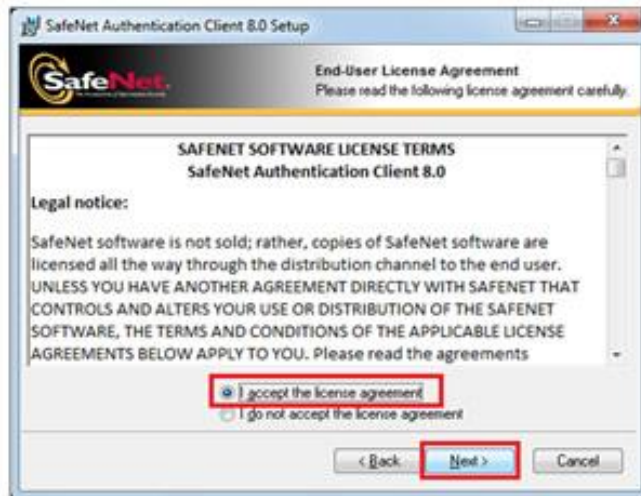 SafeNet Authentication Client 8.0 Setup
SafeNet.
End-User License Agreement
Please read the following license agreement carefully.
SAFENET SOFTWARE LICENSE TERMS
SafeNet Authentication Client 8.0
Legal notice:
SafeNet software is not sold; rather, copies of SafeNet software are
licensed all the way through the distribution channel to the end user.
UNLESS YOU HAVE ANOTHER AGREEMENT DIRECTLY WITH SAFENET THAT
CONTROLS AND ALTERS YOUR USE OR DISTRIBUTION OF THE SAFENET
SOFTWARE, THE TERMS AND CONDITIONS OF THE APPLICABLE LICENSE
AGREEMENTS BELOW APPLY TO YOU. Please read the agreements
I accept the license agreement
I do not accept the license agreement
< Back
Next >
Cancel